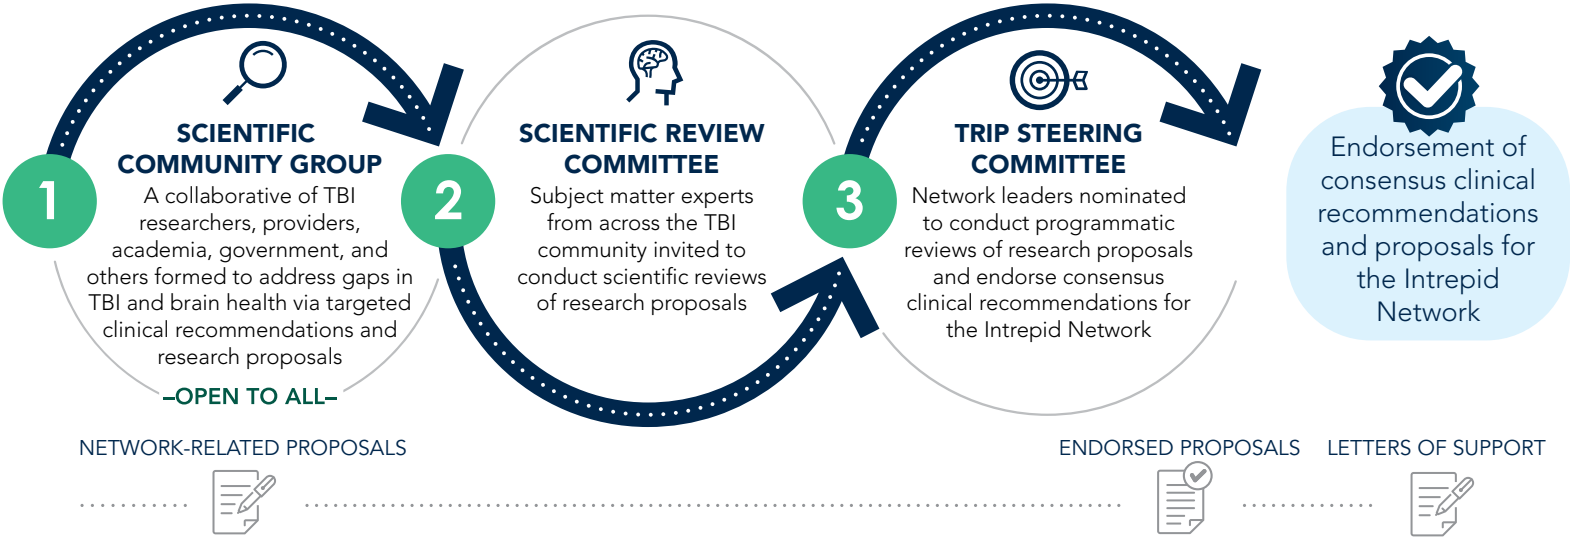 1
SCIENTIFIC
COMMUNITY GROUP
A collaborative of TBI
researchers, providers,
academia, government, and
others formed to address gaps in
TBI and brain health via targeted
clinical recommendations and
research proposals
–OPEN TO ALL–
2
SCIENTIFIC REVIEW
COMMITTEE
Subject matter experts
from across the TBI
community invited to
conduct scientific reviews
of research proposals
3
TRIP STEERING
COMMITTEE
Network leaders nominated
to conduct programmatic
reviews of research proposals
and endorse consensus
clinical recommendations for
the Intrepid Network
Endorsement of
consensus clinical
recommendations
and proposals for
the Intrepid
Network
NETWORK-RELATED PROPOSALS
ENDORSED PROPOSALS
LETTERS OF SUPPORT